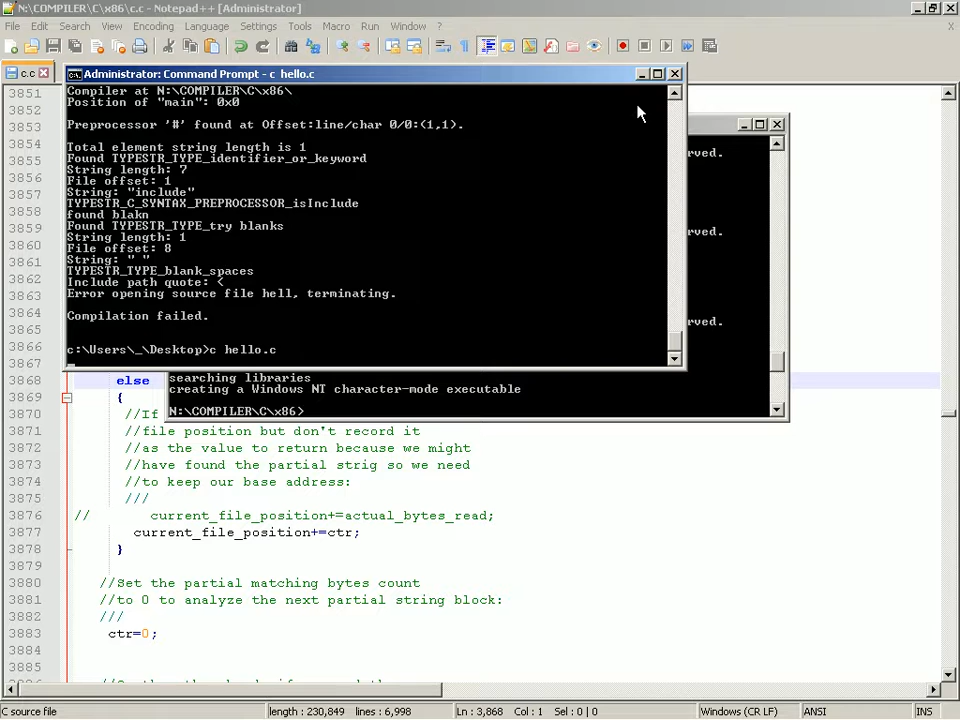 N:\COMPILER\C\x86\c.c - Notepad++ [Administrator]
File Edit Search View Encoding Language Settings Tools Macro Run Window ?
X
c.c
Administrator: Command Prompt - c hello.c
Compiler at N:\COMPILER\C\x86\
Position of "main": 0x0
Preprocessor '#' found at Offset:line/char 0/0:(1,1).
Total element string length is 1
Found TYPESTR_TYPE_identifier_or_keyword
String length: 7
File offset: 1
String: "include"
TYPESTR_C_SYNTAX_PREPROCESSOR_isInclude
found blakn
Found TYPESTR_TYPE_try blanks
String length: 1
File offset: 8
String: " "
TYPESTR_TYPE_blank_spaces
Include path quote: <
Error opening source file hell, terminating.
Compilation failed.
c:\Users\_\Desktop>c hello.c
rved.
rved.
rved.
searching libraries
creating a Windows NT character-mode executable
N:\COMPILER\C\x86>
3851
3852
3853
3854
3855
3856
3857
3858
3859
3860
3861
3862
3863
3864
3865
3866
3867
3868 else
3869 {
3870 //If
3871 //file position but don't record it
3872 //as the value to return because we might
3873 //have found the partial strig so we need
3874 //to keep our base address:
3875 ///
3876 // current_file_position+=actual_bytes_read;
3877 current_file_position+=ctr;
3878 }
3879
3880 //Set the partial matching bytes count
3881 //to 0 to analyze the next partial string block:
3882 ///
3883 ctr=0;
3884
3885
C source file length : 230,849 lines : 6,998 Ln : 3,868 Col : 1 Sel : 0 | 0 Windows (CR LF) ANSI INS